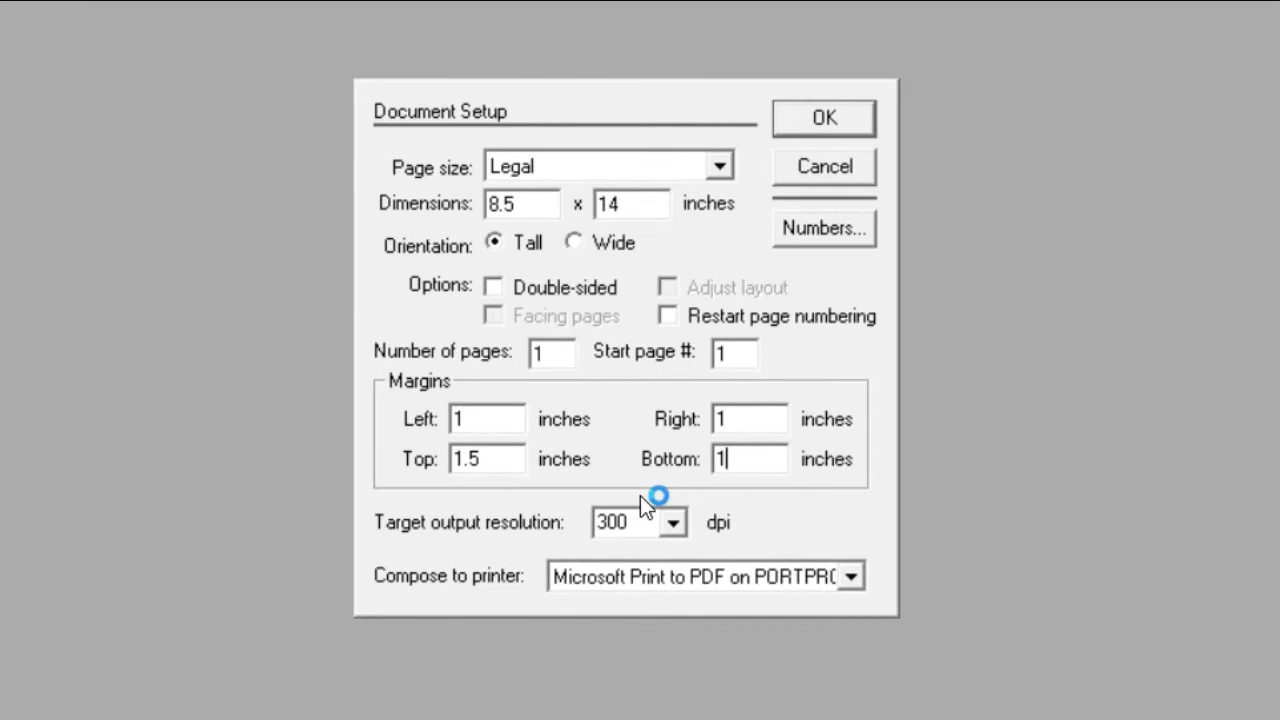 Document Setup
OK
Page size: Legal
Cancel
Dimensions: 8.5 x 14 inches
Numbers...
Orientation: Tall Wide
Options: Double-sided Adjust layout
Facing pages Restart page numbering
Number of pages: 1 Start page #: 1
Margins
Left: 1 inches Right: 1 inches
Top: 1.5 inches Bottom: 1 inches
Target output resolution: 300 dpi
Compose to printer: Microsoft Print to PDF on PORTPR